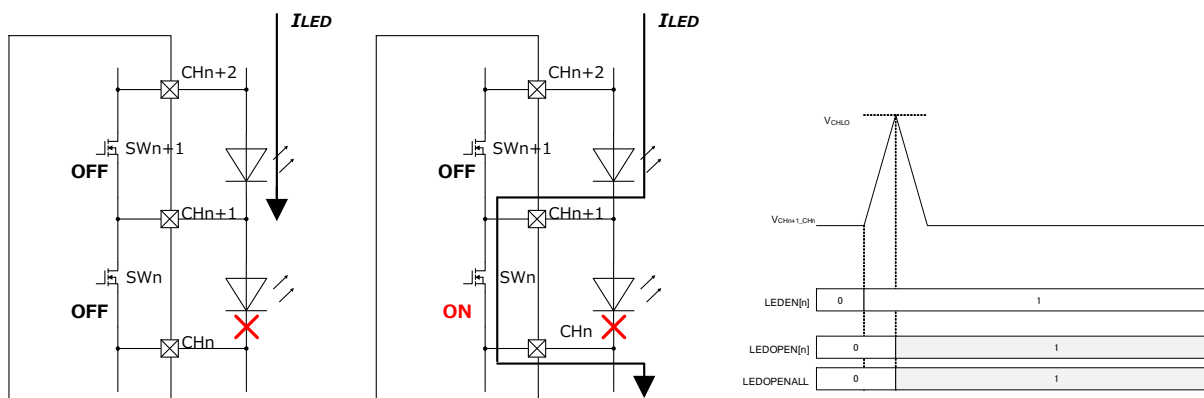 ILED
CHn+2
SWn+1
OFF
CHn+1
SWn
OFF
CHn
ILED
CHn+2
SWn+1
OFF
CHn+1
SWn
ON
CHn
VCHLO
VCHn+1_CHn
LEDEN[n] 0 1
LEDOPEN[n] 0 1
LEDOPENALL 0 1